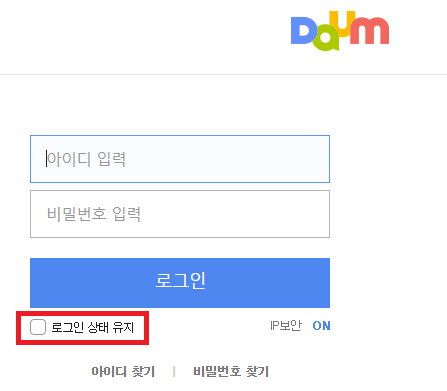 Daum
아이디 입력
비밀번호 입력
로그인
로그인 상태 유지 IP보안 ON
아이디 찾기 | 비밀번호 찾기